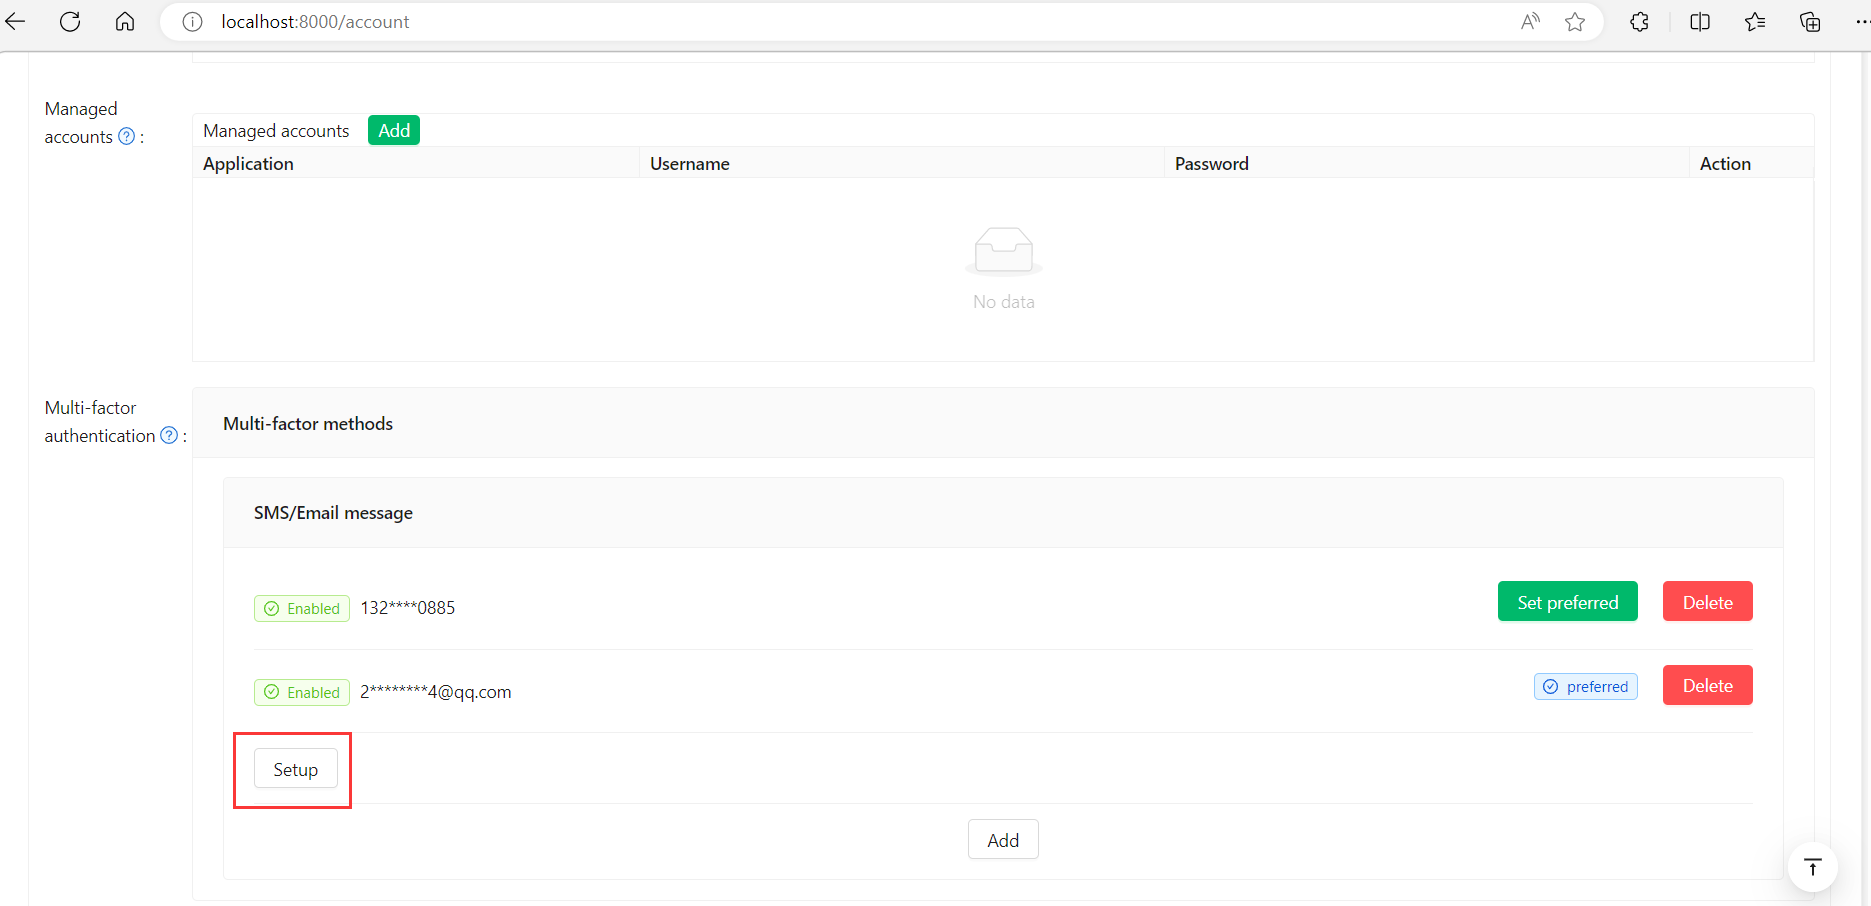 localhost:8000/account
Managed
accounts ? :
Managed accounts Add
Application Username Password Action
No data
Multi-factor
authentication ? :
Multi-factor methods
SMS/Email message
Enabled 132****0885 Set preferred Delete
Enabled 2********4@qq.com preferred Delete
Setup
Add